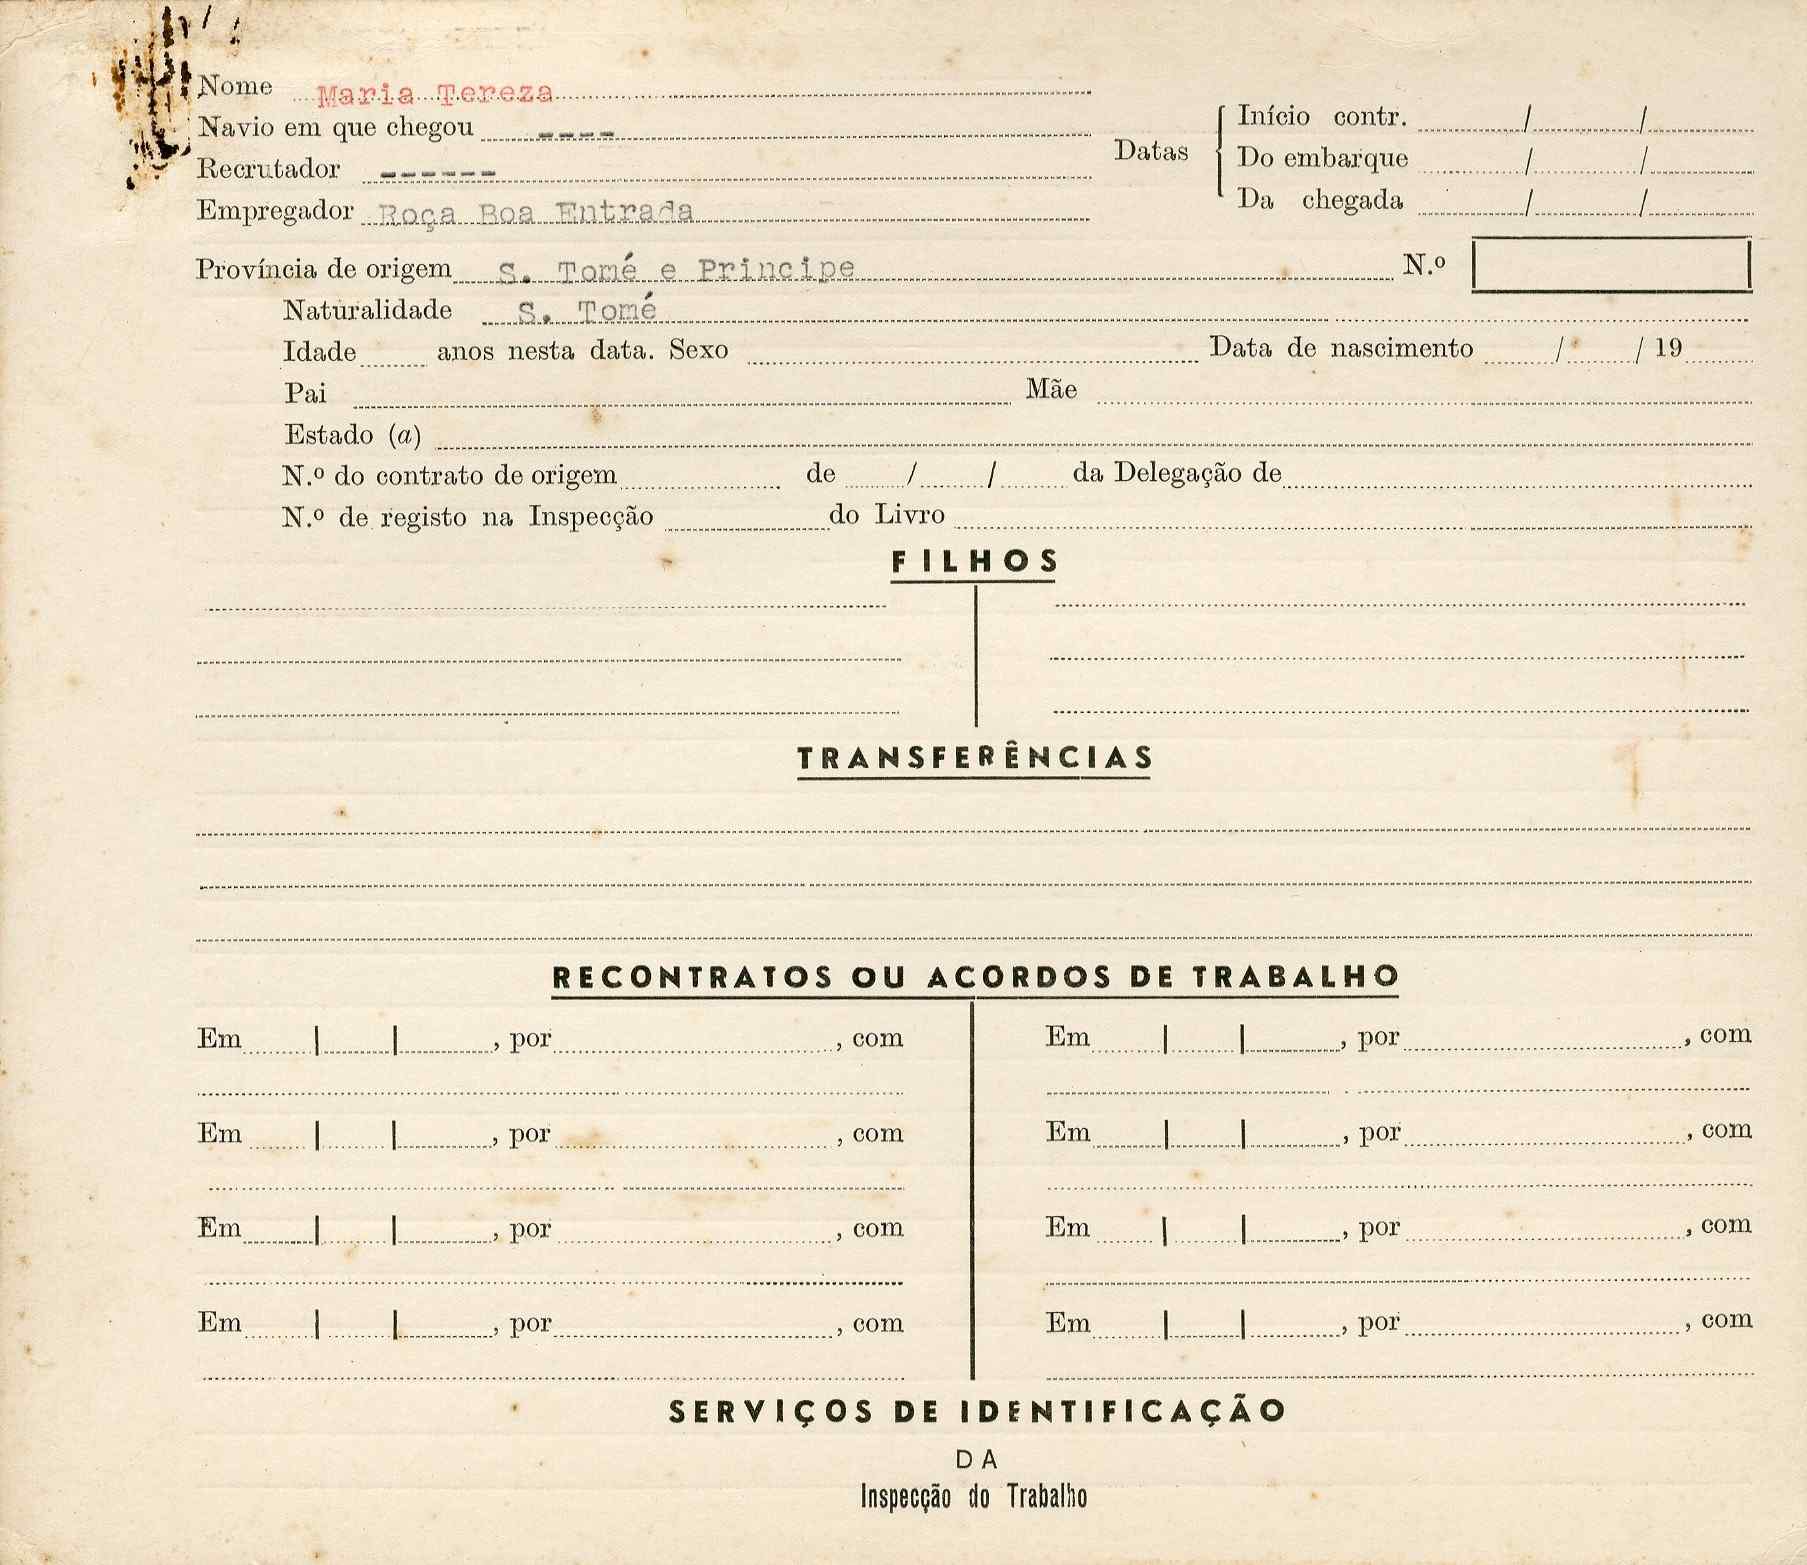 Nome Maria Tereza
Navio em que chegou ----
Recrutador ------
Empregador Roça Boa Entrada
Datas
Início contr. / /
Do embarque / /
Da chegada / /
Província de origem S. Tomé e Principe N.º
Naturalidade S. Tomé
Idade anos nesta data. Sexo Data de nascimento / / 19
Pai Mãe
Estado (a)
N.º do contrato de origem de / / da Delegação de
N.º de registo na Inspecção do Livro
FILHOS
TRANSFERÊNCIAS
RECONTRATOS OU ACORDOS DE TRABALHO
Em | | , por , com Em | | , por , com
Em | | , por , com Em | | , por , com
Em | | , por , com Em | | , por , com
Em | | , por , com Em | | , por , com
SERVIÇOS DE IDENTIFICAÇÃO
DA
Inspecção do Trabalho